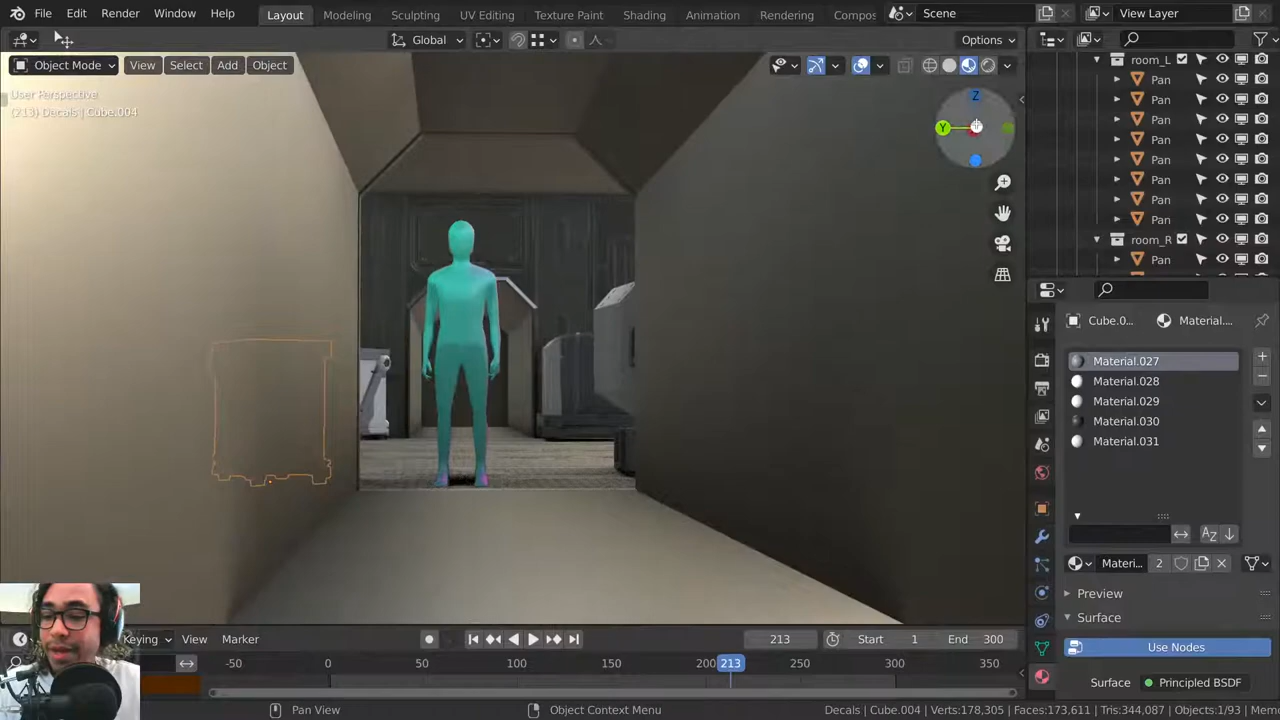 File Edit Render Window Help Layout Modeling Sculpting UV Editing Texture Paint Shading Animation Rendering Compos Scene View Layer
Global Options
Object Mode View Select Add Object
User Perspective
(213) Decals | Cube.004
room_L
Pan
Pan
Pan
Pan
Pan
Pan
Pan
Pan
room_R
Pan
Z
Y
Cube.0... Material....
Material.027
Material.028
Material.029
Material.030
Material.031
Materi... 2
Preview
Surface
Use Nodes
Surface Principled BSDF
Keying View Marker 213 Start 1 End 300
-50 0 50 100 150 200 213 250 300 350
Pan View Object Context Menu Decals | Cube.004 | Verts:178,305 | Faces:173,611 | Tris:344,087 | Objects:1/93 | Mem